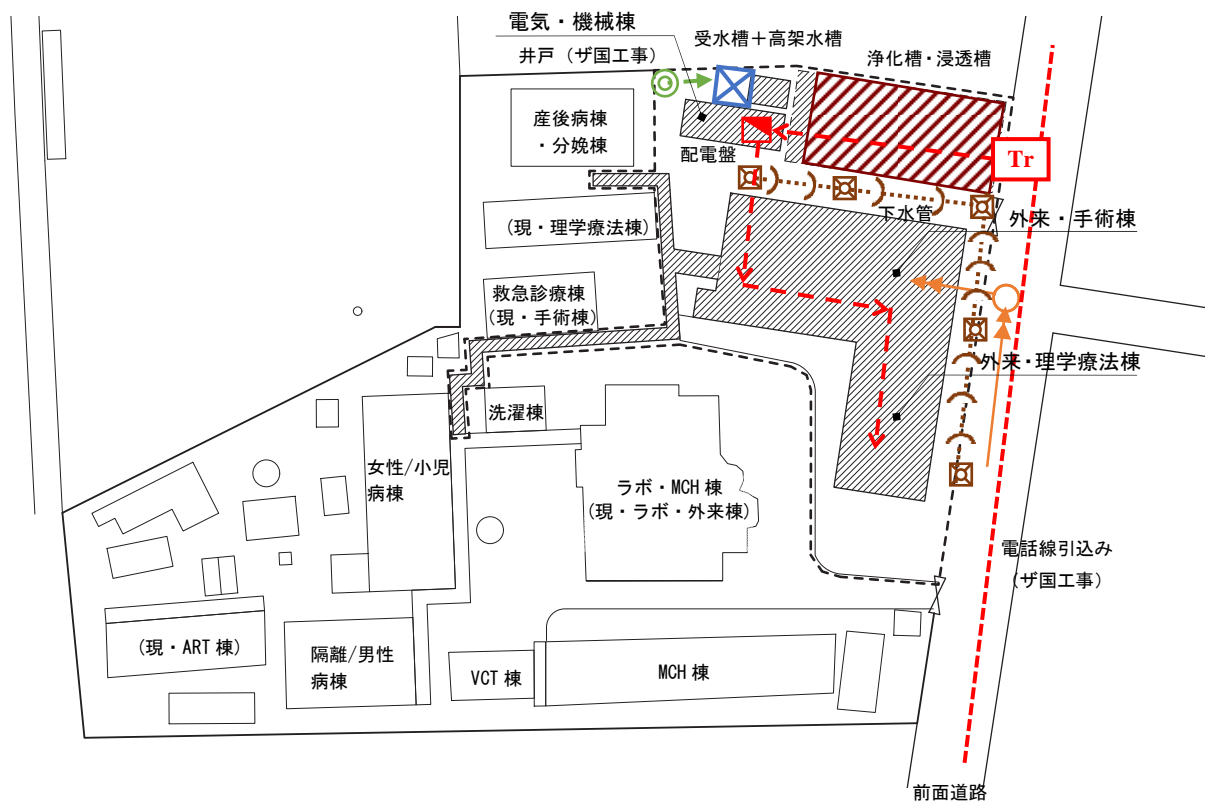 電気・機械棟
井戸（ザ国工事）
受水槽＋高架水槽
浄化槽・浸透槽
産後病棟
・分娩棟
配電盤
Tr
(現・理学療法棟)
下水管
外来・手術棟
救急診療棟
(現・手術棟)
外来・理学療法棟
洗濯棟
女性/小児
病棟
ラボ・MCH 棟
(現・ラボ・外来棟)
電話線引込み
（ザ国工事）
(現・ART 棟)
隔離/男性
病棟
VCT 棟
MCH 棟
前面道路